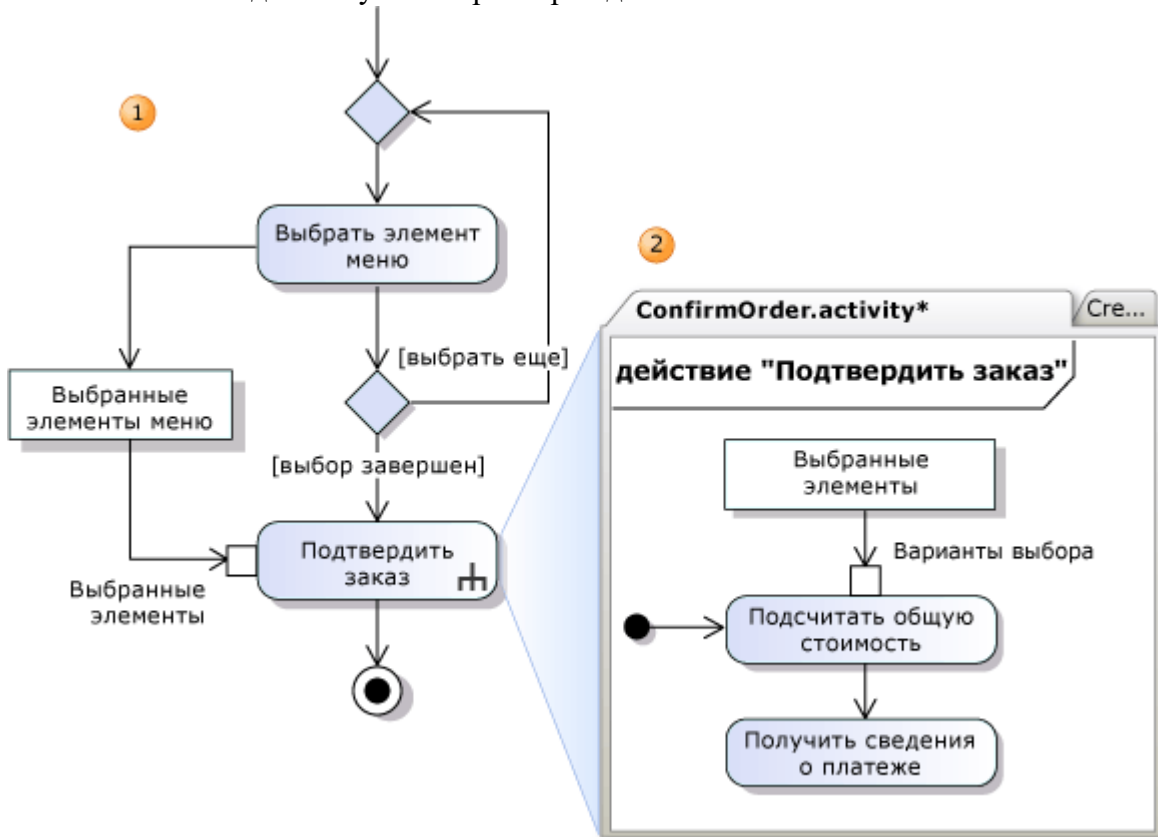 1
Выбрать элемент
меню
[выбрать еще]
Выбранные
элементы меню
[выбор завершен]
Подтвердить
заказ
Выбранные
элементы
2
ConfirmOrder.activity*
Cre...
действие "Подтвердить заказ"
Выбранные
элементы
Варианты выбора
Подсчитать общую
стоимость
Получить сведения
о платеже